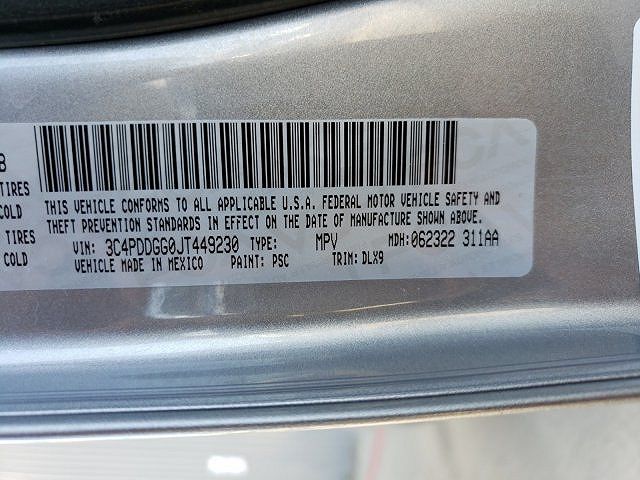 B
TIRES
COLD
TIRES
COLD
THIS VEHICLE CONFORMS TO ALL APPLICABLE U.S.A. FEDERAL MOTOR VEHICLE SAFETY AND
THEFT PREVENTION STANDARDS IN EFFECT ON THE DATE OF MANUFACTURE SHOWN ABOVE.
VIN: 3C4PDDGG0JT449230 TYPE: MPV MDH:062322 311AA
VEHICLE MADE IN MEXICO PAINT: PSC TRIM: DLX9